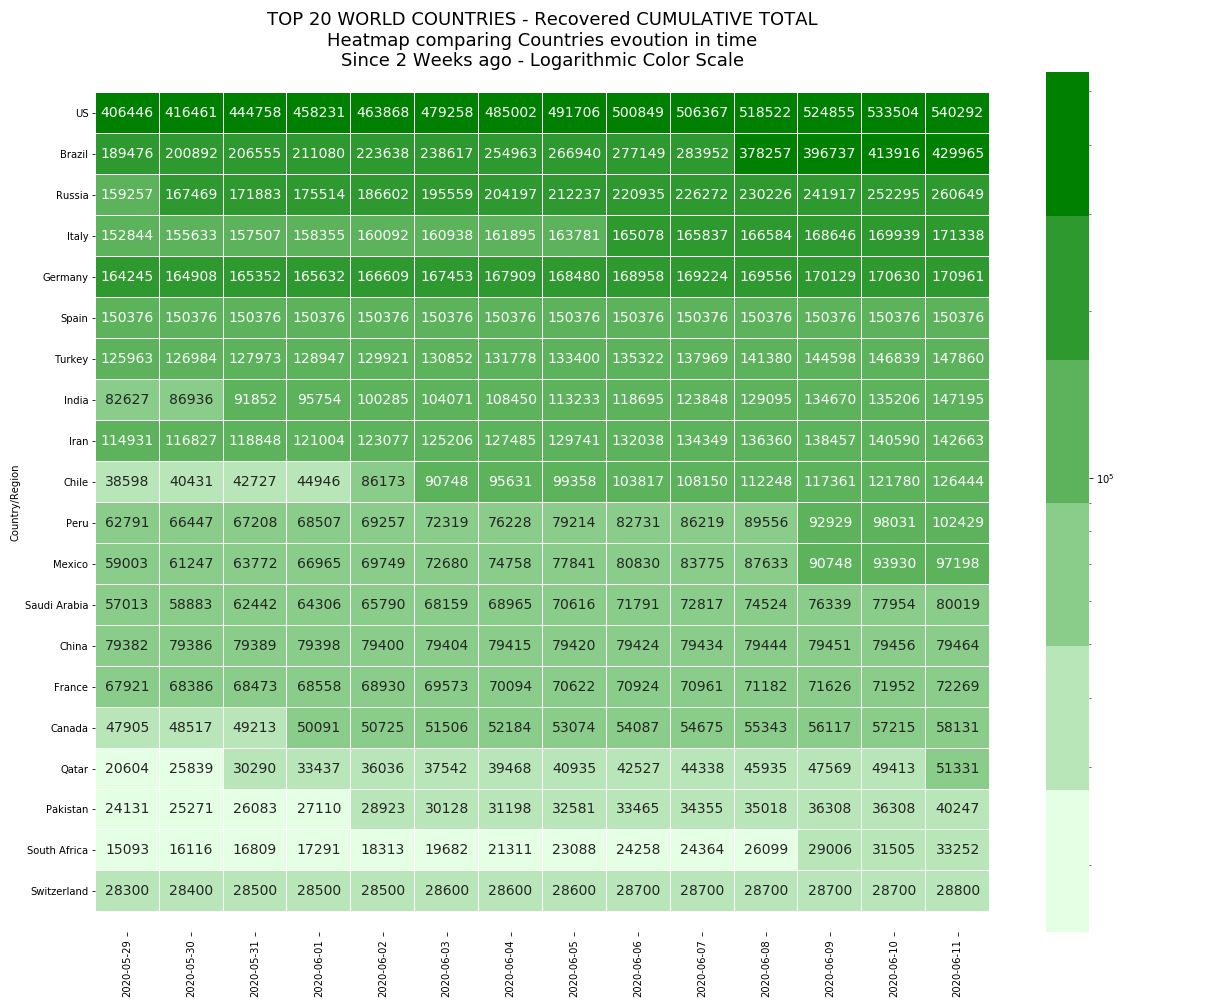 TOP 20 WORLD COUNTRIES - Recovered CUMULATIVE TOTAL
Heatmap comparing Countries evoution in time
Since 2 Weeks ago - Logarithmic Color Scale
US 406446 416461 444758 458231 463868 479258 485002 491706 500849 506367 518522 524855 533504 540292
Brazil 189476 200892 206555 211080 223638 238617 254963 266940 277149 283952 378257 396737 413916 429965
Russia 159257 167469 171883 175514 186602 195559 204197 212237 220935 226272 230226 241917 252295 260649
Italy 152844 155633 157507 158355 160092 160938 161895 163781 165078 165837 166584 168646 169939 171338
Germany 164245 164908 165352 165632 166609 167453 167909 168480 168958 169224 169556 170129 170630 170961
Spain 150376 150376 150376 150376 150376 150376 150376 150376 150376 150376 150376 150376 150376 150376
Turkey 125963 126984 127973 128947 129921 130852 131778 133400 135322 137969 141380 144598 146839 147860
India 82627 86936 91852 95754 100285 104071 108450 113233 118695 123848 129095 134670 135206 147195
Iran 114931 116827 118848 121004 123077 125206 127485 129741 132038 134349 136360 138457 140590 142663
Chile 38598 40431 42727 44946 86173 90748 95631 99358 103817 108150 112248 117361 121780 126444
10⁵
Country/Region
Peru 62791 66447 67208 68507 69257 72319 76228 79214 82731 86219 89556 92929 98031 102429
Mexico 59003 61247 63772 66965 69749 72680 74758 77841 80830 83775 87633 90748 93930 97198
Saudi Arabia 57013 58883 62442 64306 65790 68159 68965 70616 71791 72817 74524 76339 77954 80019
China 79382 79386 79389 79398 79400 79404 79415 79420 79424 79434 79444 79451 79456 79464
France 67921 68386 68473 68558 68930 69573 70094 70622 70924 70961 71182 71626 71952 72269
Canada 47905 48517 49213 50091 50725 51506 52184 53074 54087 54675 55343 56117 57215 58131
Qatar 20604 25839 30290 33437 36036 37542 39468 40935 42527 44338 45935 47569 49413 51331
Pakistan 24131 25271 26083 27110 28923 30128 31198 32581 33465 34355 35018 36308 36308 40247
South Africa 15093 16116 16809 17291 18313 19682 21311 23088 24258 24364 26099 29006 31505 33252
Switzerland 28300 28400 28500 28500 28500 28600 28600 28600 28700 28700 28700 28700 28700 28800
2020-05-29 2020-05-30 2020-05-31 2020-06-01 2020-06-02 2020-06-03 2020-06-04 2020-06-05 2020-06-06 2020-06-07 2020-06-08 2020-06-09 2020-06-10 2020-06-11